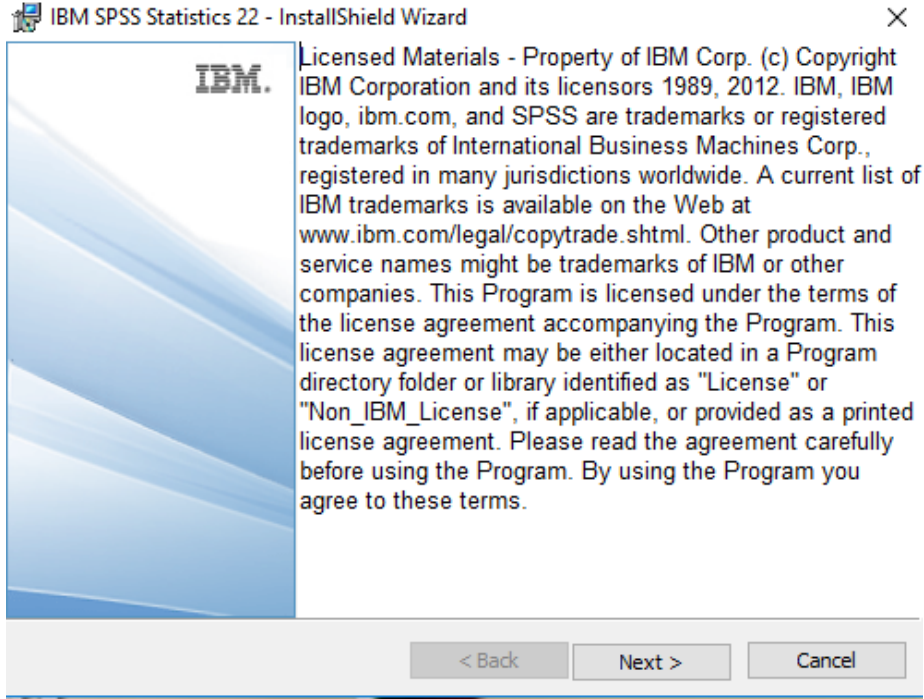 IBM SPSS Statistics 22 - InstallShield Wizard
IBM.
Licensed Materials - Property of IBM Corp. (c) Copyright
IBM Corporation and its licensors 1989, 2012. IBM, IBM
logo, ibm.com, and SPSS are trademarks or registered
trademarks of International Business Machines Corp.,
registered in many jurisdictions worldwide. A current list of
IBM trademarks is available on the Web at
www.ibm.com/legal/copytrade.shtml. Other product and
service names might be trademarks of IBM or other
companies. This Program is licensed under the terms of
the license agreement accompanying the Program. This
license agreement may be either located in a Program
directory folder or library identified as "License" or
"Non_IBM_License", if applicable, or provided as a printed
license agreement. Please read the agreement carefully
before using the Program. By using the Program you
agree to these terms.
< Back Next > Cancel